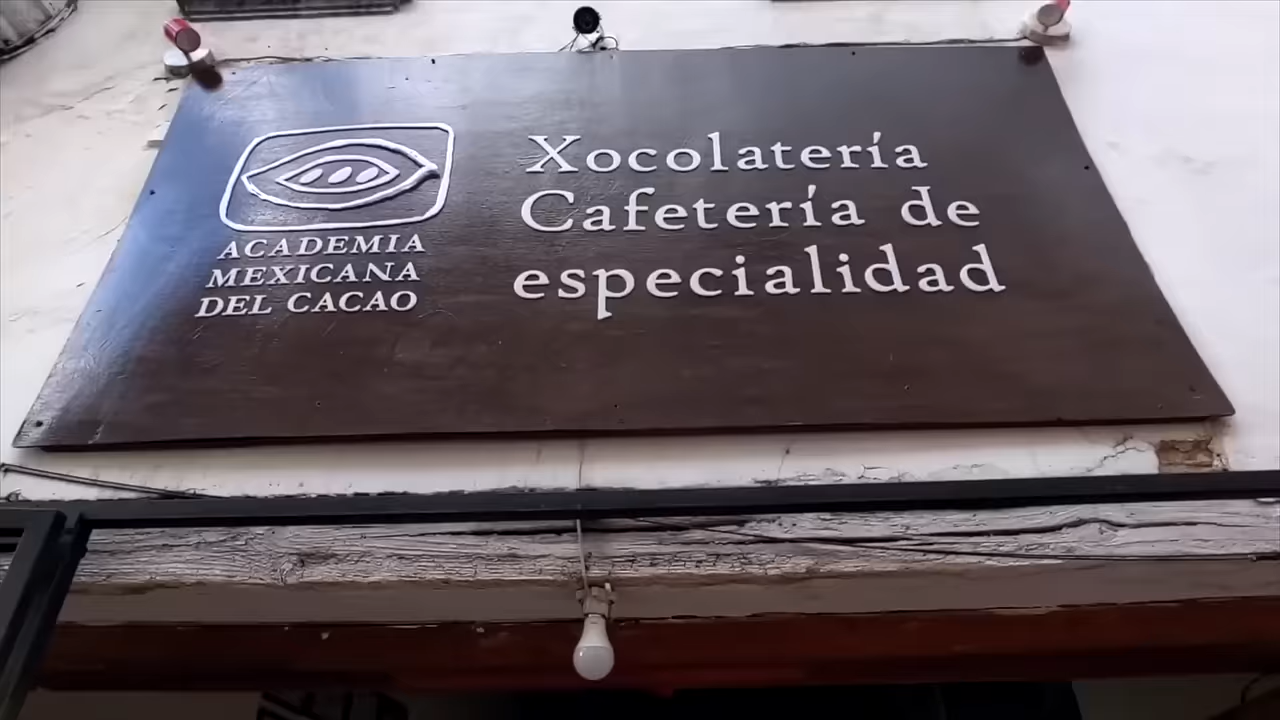 ACADEMIA
MEXICANA
DEL CACAO
Xocolatería
Cafetería de
especialidad